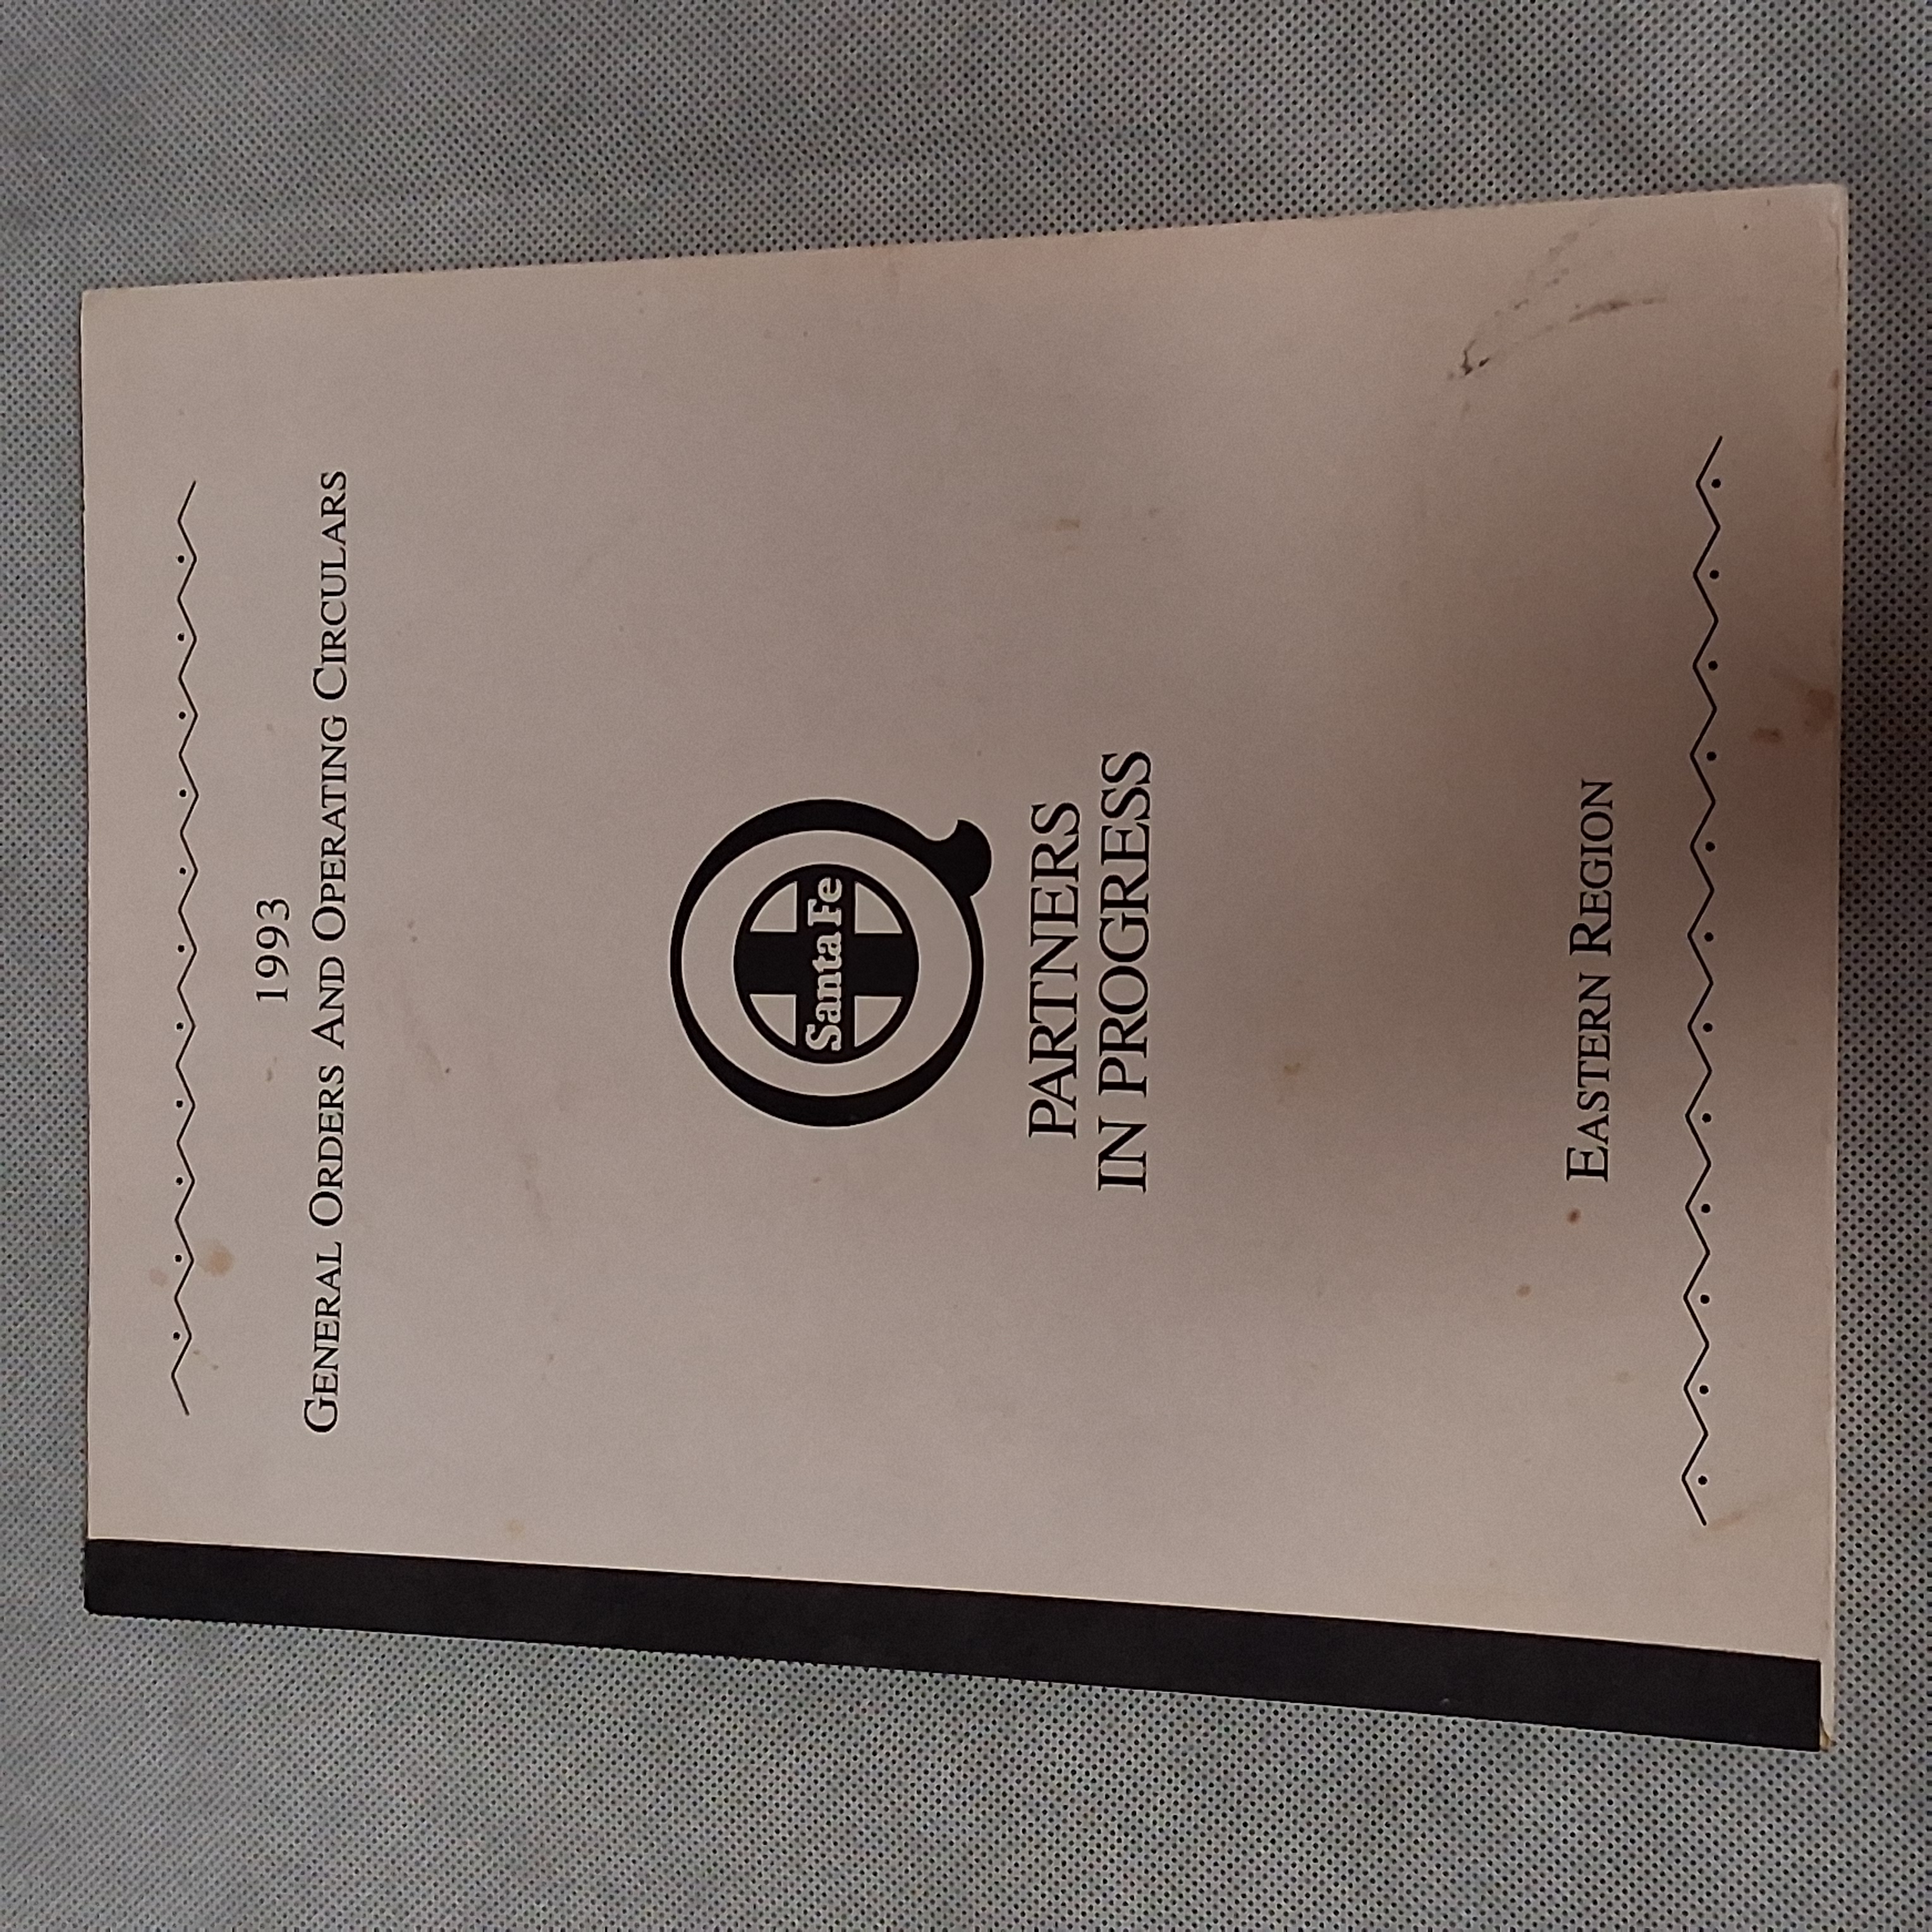 1993
GENERAL ORDERS AND OPERATING CIRCULARS
Q
Santa Fe
PARTNERS
IN PROGRESS
EASTERN REGION